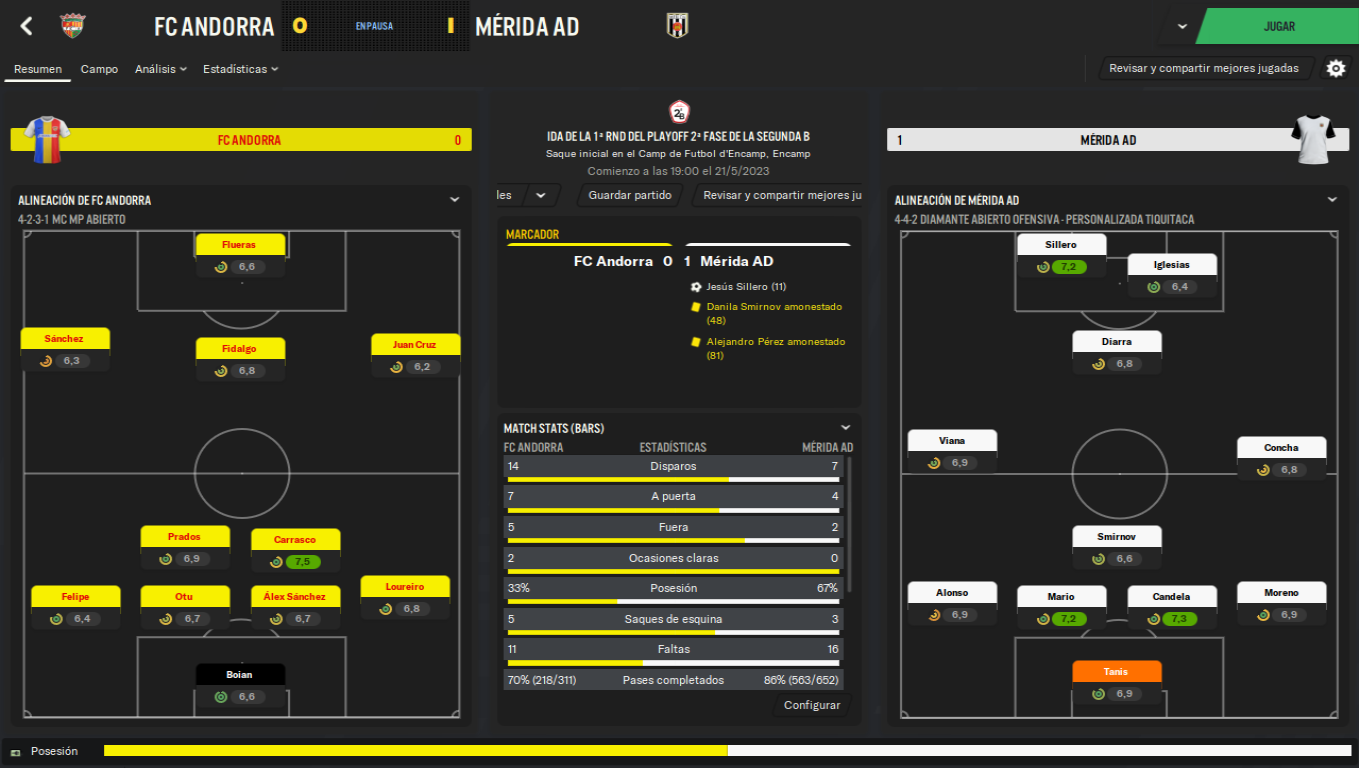 FC ANDORRA
0
EN PAUSA
1
MÉRIDA AD
JUGAR
Resumen
Campo
Análisis
Estadísticas
Revisar y compartir mejores jugadas
FC ANDORRA
0
ALINEACIÓN DE FC ANDORRA
4-2-3-1 MC MP ABIERTO
Flueras
6,6
Sánchez
6,3
Fidalgo
6,8
Juan Cruz
6,2
Prados
6,9
Carrasco
7,5
Felipe
6,4
Otu
6,7
Álex Sánchez
6,7
Loureiro
6,8
Boian
6,6
2ªB
IDA DE LA 1ª RND DEL PLAYOFF 2ª FASE DE LA SEGUNDA B
Saque inicial en el Camp de Futbol d'Encamp, Encamp
Comienzo a las 19:00 el 21/5/2023
les
Guardar partido
Revisar y compartir mejores ju
MARCADOR
FC Andorra 0 1 Mérida AD
Jesús Sillero (11)
Danila Smirnov amonestado
(48)
Alejandro Pérez amonestado
(81)
MATCH STATS (BARS)
FC ANDORRA ESTADÍSTICAS MÉRIDA AD
14 Disparos 7
7 A puerta 4
5 Fuera 2
2 Ocasiones claras 0
33% Posesión 67%
5 Saques de esquina 3
11 Faltas 16
70% (218/311) Pases completados 86% (563/652)
Configurar
1
MÉRIDA AD
ALINEACIÓN DE MÉRIDA AD
4-4-2 DIAMANTE ABIERTO OFENSIVA - PERSONALIZADA TIQUITACA
Sillero
7,2
Iglesias
6,4
Diarra
6,8
Viana
6,9
Concha
6,8
Smirnov
6,6
Alonso
6,9
Mario
7,2
Candela
7,3
Moreno
6,9
Tanis
6,9
Posesión